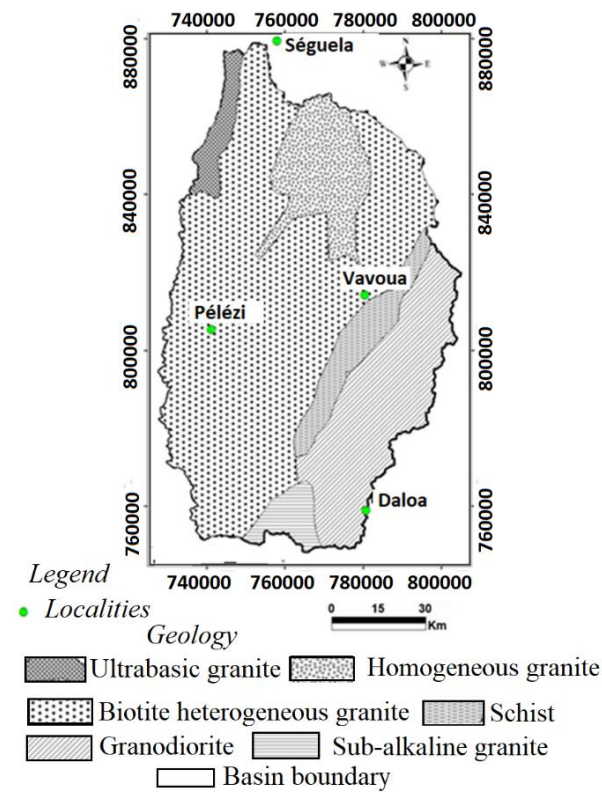 740000 760000 780000 800000
880000
880000
Séguela
N
W E
S
840000
840000
Vavoua
Pélézi
800000
800000
Daloa
760000
760000
740000 760000 780000 800000
Legend
Localities
0 15 30
Km
Geology
Ultrabasic granite Homogeneous granite
Biotite heterogeneous granite Schist
Granodiorite Sub-alkaline granite
Basin boundary